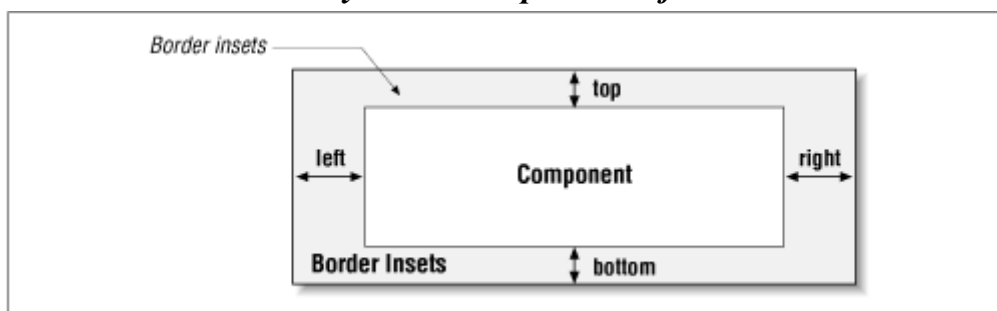 Border insets
top
left
Component
right
Border Insets
bottom